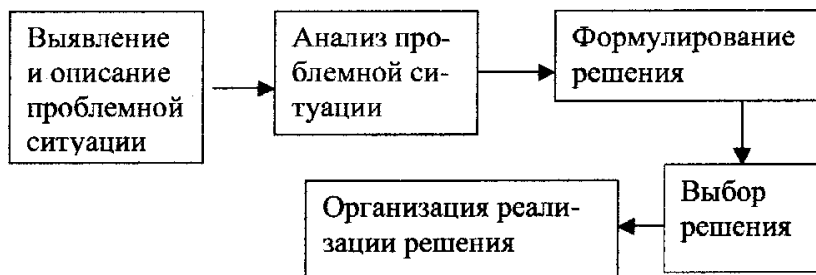 Выявление
и описание
проблемной
ситуации
Анализ про-
блемной си-
туации
Формулирование
решения
Выбор
решения
Организация реали-
зации решения